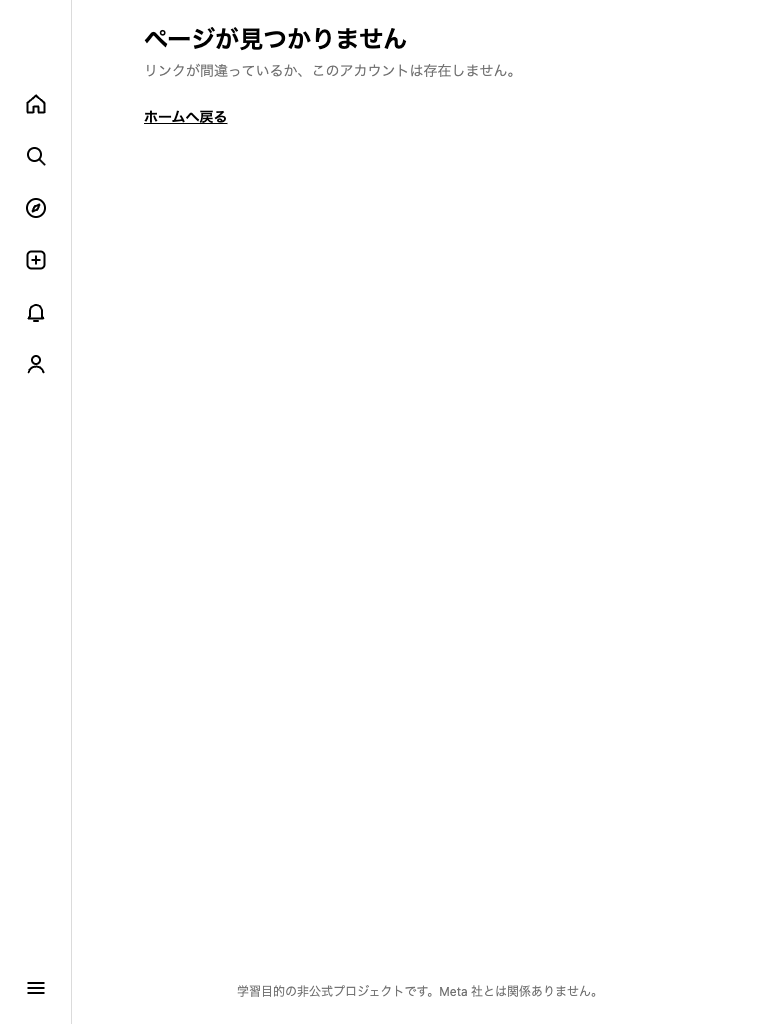 ページが見つかりません
リンクが間違っているか、このアカウントは存在しません。
ホームへ戻る
学習目的の非公式プロジェクトです。Meta 社とは関係ありません。